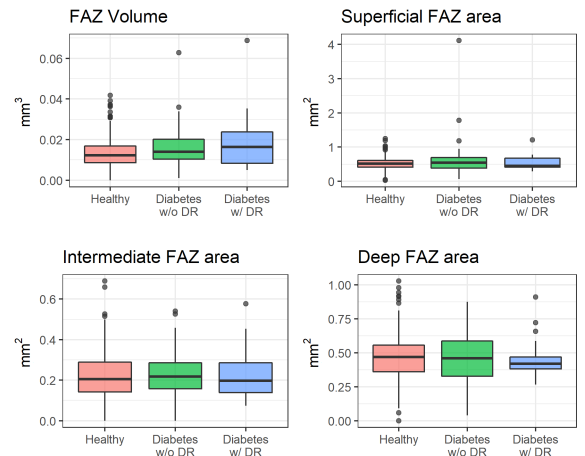 FAZ Volume
mm3
0.06
0.04
0.02
0.00
Healthy
Diabetes
w/o DR
Diabetes
w/ DR
Superficial FAZ area
mm2
4
3
2
1
0
Healthy
Diabetes
w/o DR
Diabetes
w/ DR
Intermediate FAZ area
mm2
0.6
0.4
0.2
0.0
Healthy
Diabetes
w/o DR
Diabetes
w/ DR
Deep FAZ area
mm2
1.00
0.75
0.50
0.25
0.00
Healthy
Diabetes
w/o DR
Diabetes
w/ DR